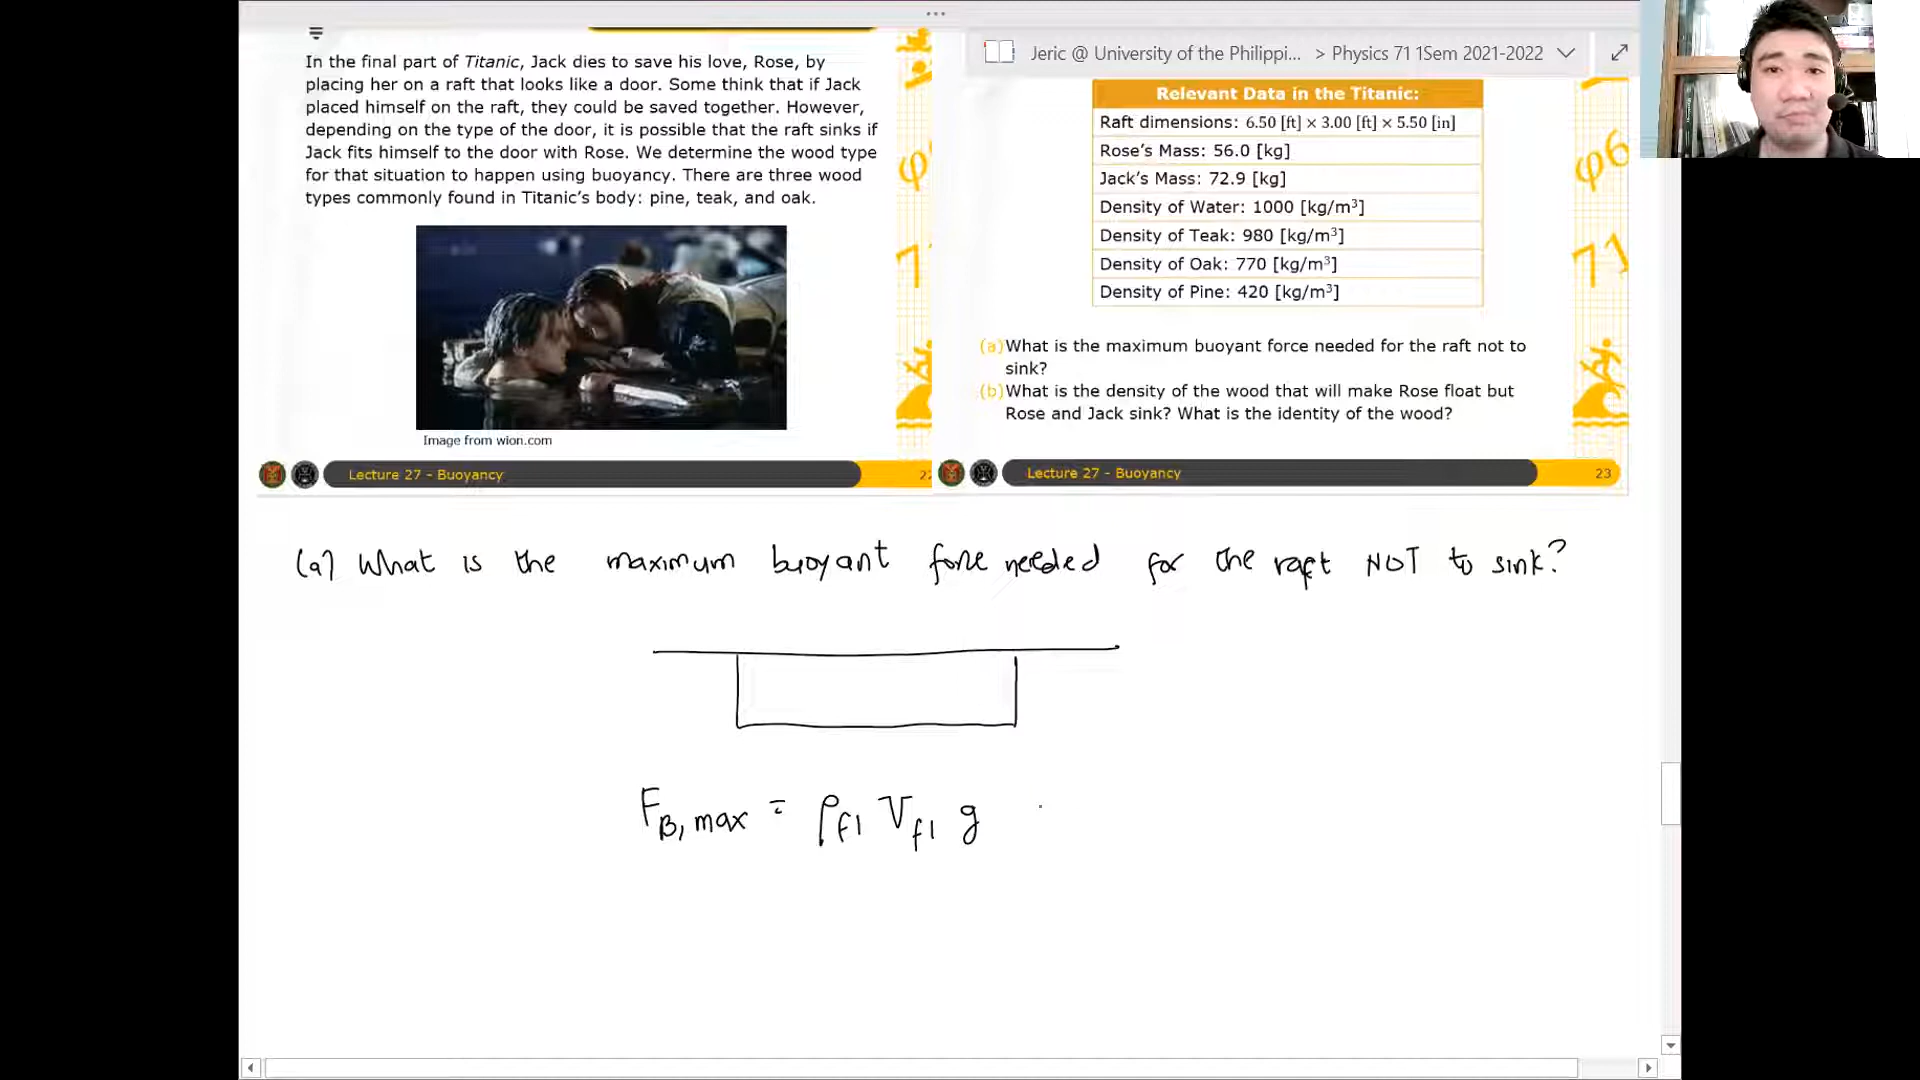 In the final part of Titanic, Jack dies to save his love, Rose, by
placing her on a raft that looks like a door. Some think that if Jack
placed himself on the raft, they could be saved together. However,
depending on the type of the door, it is possible that the raft sinks if
Jack fits himself to the door with Rose. We determine the wood type
for that situation to happen using buoyancy. There are three wood
types commonly found in Titanic's body: pine, teak, and oak.
Image from wion.com
Lecture 27 - Buoyancy
22
Jeric @ University of the Philippi... > Physics 71 1Sem 2021-2022
Relevant Data in the Titanic:
Raft dimensions: 6.50 [ft] × 3.00 [ft] × 5.50 [in]
Rose's Mass: 56.0 [kg]
Jack's Mass: 72.9 [kg]
Density of Water: 1000 [kg/m³]
Density of Teak: 980 [kg/m³]
Density of Oak: 770 [kg/m³]
Density of Pine: 420 [kg/m³]
(a) What is the maximum buoyant force needed for the raft not to
sink?
(b) What is the density of the wood that will make Rose float but
Rose and Jack sink? What is the identity of the wood?
Lecture 27 - Buoyancy
23
φ6
71
(a) What is the maximum buoyant force needed for the raft NOT to sink?
F_B,max = ρ_fl V_fl g